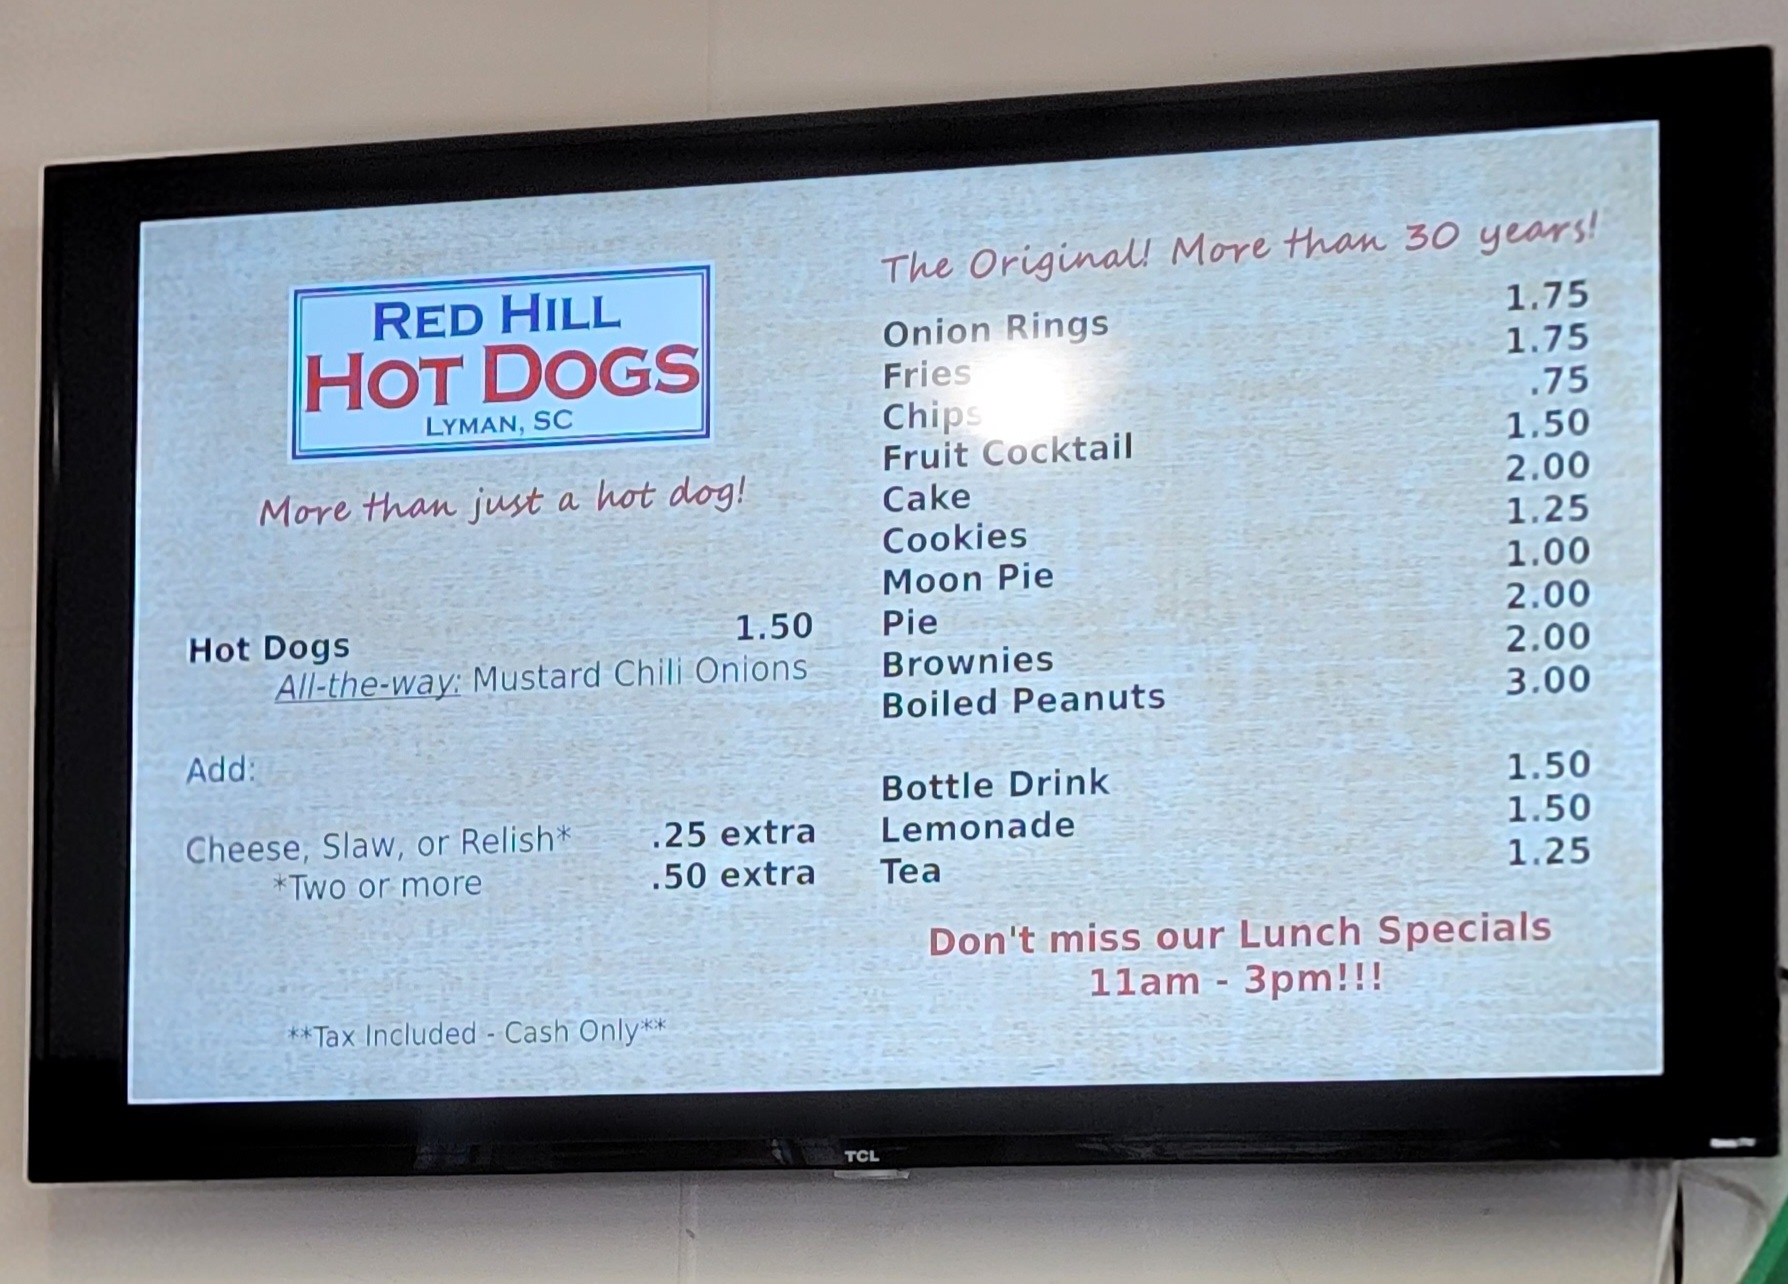 RED HILL
HOT DOGS
LYMAN, SC
More than just a hot dog!
Hot Dogs 1.50
All-the-way: Mustard Chili Onions
Add:
Cheese, Slaw, or Relish* .25 extra
*Two or more .50 extra
**Tax Included - Cash Only**
The Original! More than 30 years!
Onion Rings 1.75
Fries 1.75
Chips .75
Fruit Cocktail 1.50
Cake 2.00
Cookies 1.25
Moon Pie 1.00
Pie 2.00
Brownies 2.00
Boiled Peanuts 3.00
Bottle Drink 1.50
Lemonade 1.50
Tea 1.25
Don't miss our Lunch Specials
11am - 3pm!!!
TCL